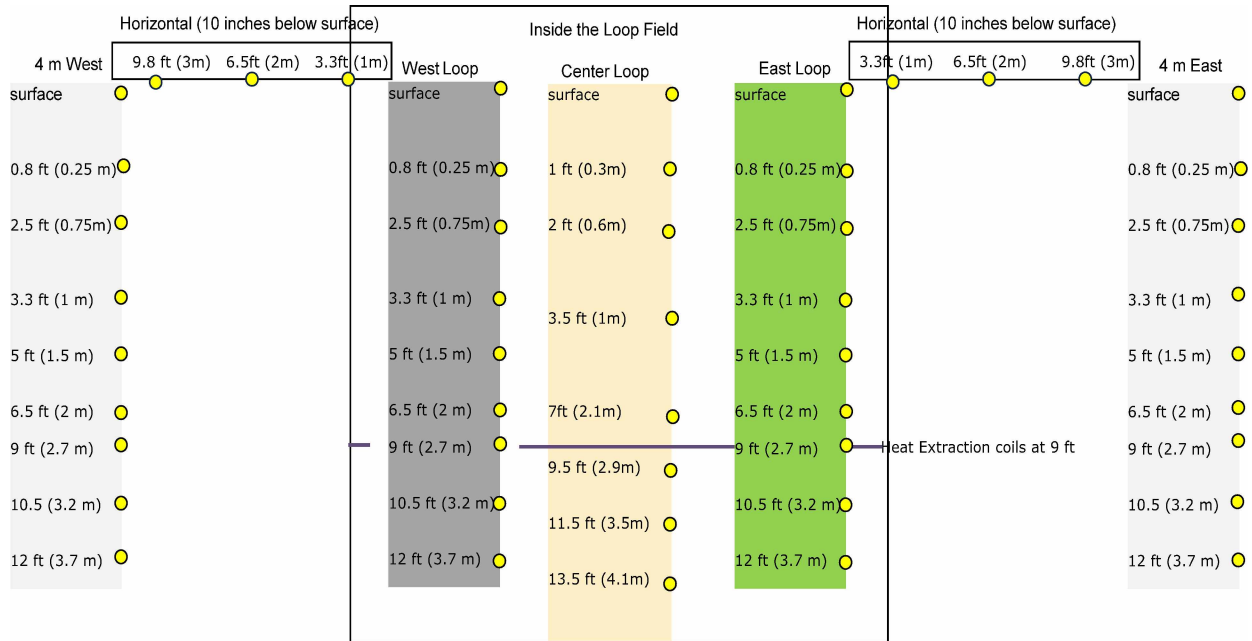 Horizontal (10 inches below surface)
Inside the Loop Field
Horizontal (10 inches below surface)
4 m West
9.8 ft (3m)
6.5ft (2m)
3.3ft (1m)
West Loop
Center Loop
East Loop
3.3ft (1m)
6.5ft (2m)
9.8ft (3m)
4 m East
surface
0.8 ft (0.25 m)
2.5 ft (0.75m)
3.3 ft (1 m)
5 ft (1.5 m)
6.5 ft (2 m)
9 ft (2.7 m)
10.5 (3.2 m)
12 ft (3.7 m)
surface
0.8 ft (0.25 m)
2.5 ft (0.75m)
3.3 ft (1 m)
5 ft (1.5 m)
6.5 ft (2 m)
9 ft (2.7 m)
10.5 ft (3.2 m)
12 ft (3.7 m)
surface
1 ft (0.3m)
2 ft (0.6m)
3.5 ft (1m)
7ft (2.1m)
9.5 ft (2.9m)
11.5 ft (3.5m)
13.5 ft (4.1m)
surface
0.8 ft (0.25 m)
2.5 ft (0.75m)
3.3 ft (1 m)
5 ft (1.5 m)
6.5 ft (2 m)
9 ft (2.7 m)
10.5 ft (3.2 m)
12 ft (3.7 m)
Heat Extraction coils at 9 ft
surface
0.8 ft (0.25 m)
2.5 ft (0.75m)
3.3 ft (1 m)
5 ft (1.5 m)
6.5 ft (2 m)
9 ft (2.7 m)
10.5 (3.2 m)
12 ft (3.7 m)